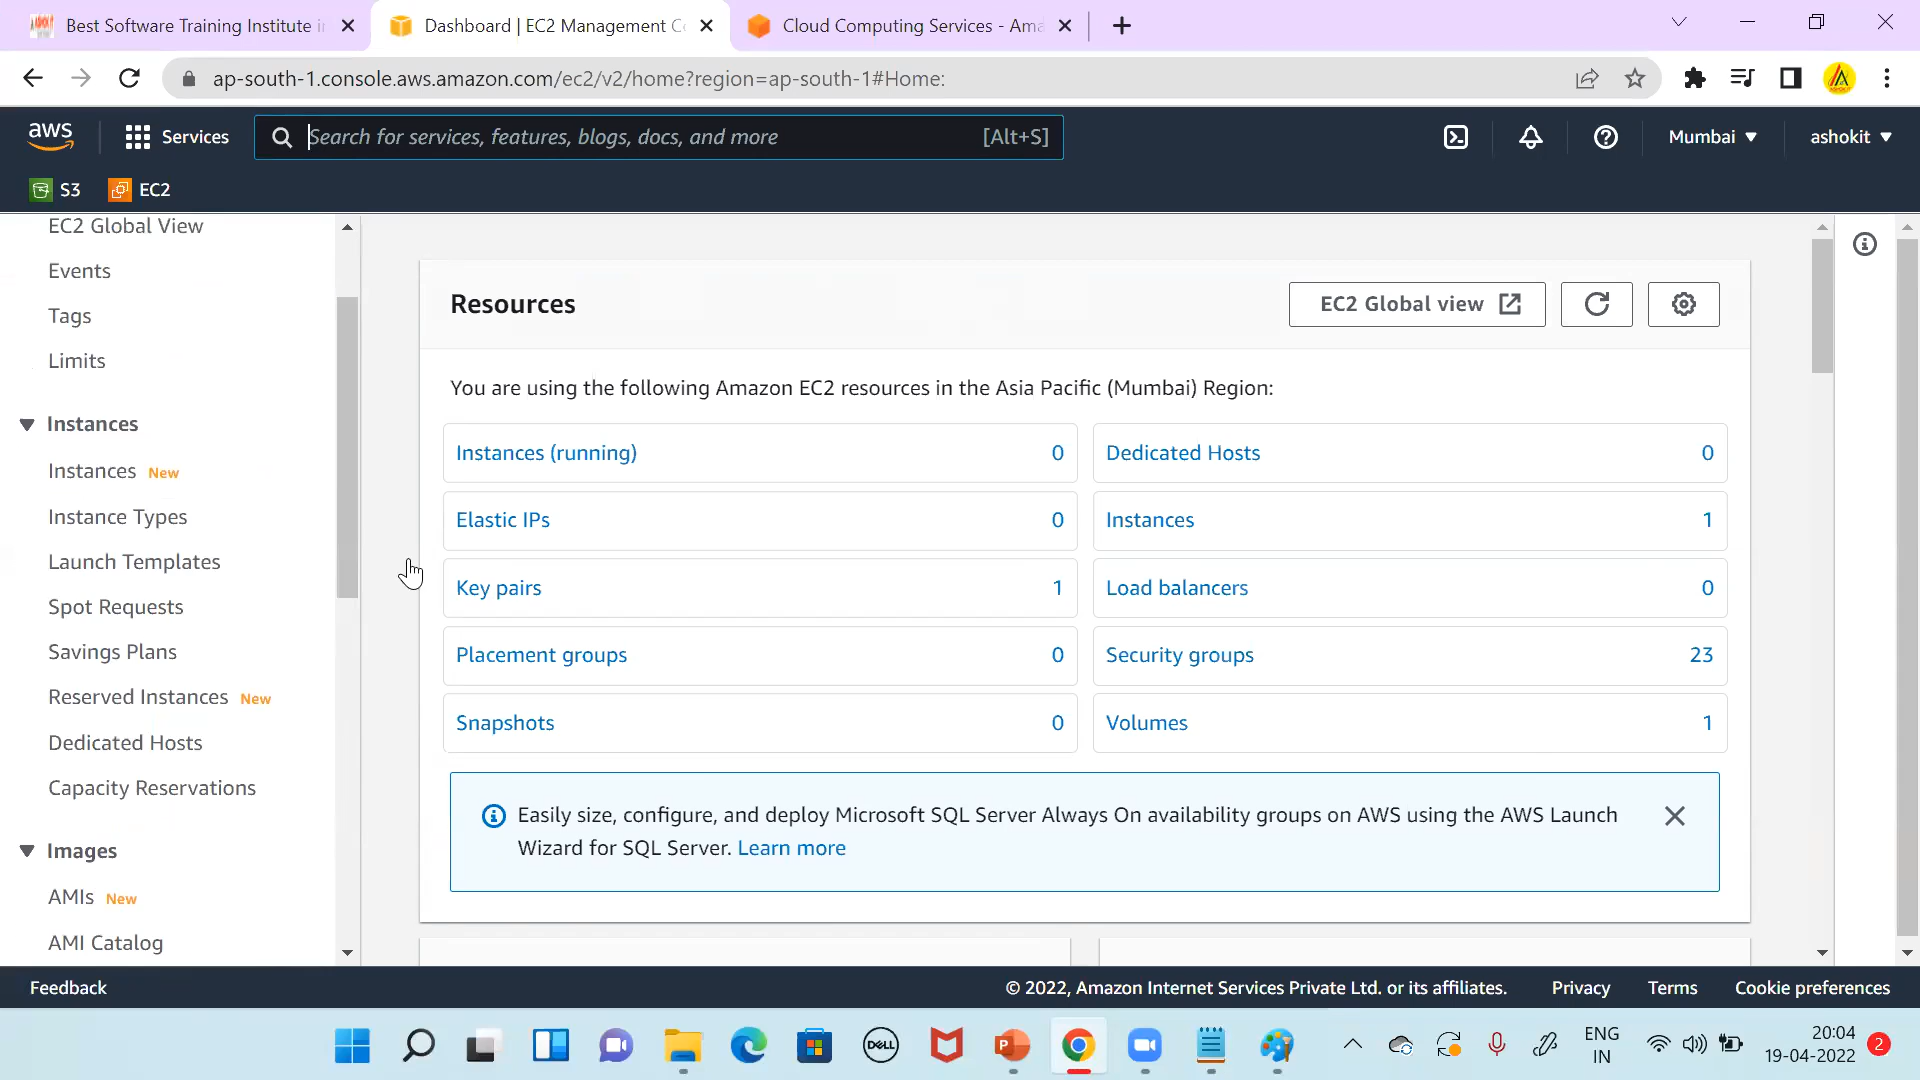 Best Software Training Institute i
Dashboard | EC2 Management C
Cloud Computing Services - Ama
ap-south-1.console.aws.amazon.com/ec2/v2/home?region=ap-south-1#Home:
aws
Services
Search for services, features, blogs, docs, and more
[Alt+S]
Mumbai
ashokit
S3
EC2
EC2 Global View
Events
Tags
Limits
Instances
Instances New
Instance Types
Launch Templates
Spot Requests
Savings Plans
Reserved Instances New
Dedicated Hosts
Capacity Reservations
Images
AMIs New
AMI Catalog
Resources
EC2 Global view
You are using the following Amazon EC2 resources in the Asia Pacific (Mumbai) Region:
Instances (running) 0
Dedicated Hosts 0
Elastic IPs 0
Instances 1
Key pairs 1
Load balancers 0
Placement groups 0
Security groups 23
Snapshots 0
Volumes 1
Easily size, configure, and deploy Microsoft SQL Server Always On availability groups on AWS using the AWS Launch
Wizard for SQL Server. Learn more
Feedback
© 2022, Amazon Internet Services Private Ltd. or its affiliates.
Privacy
Terms
Cookie preferences
DELL
P
ENG
IN
20:04
19-04-2022
2